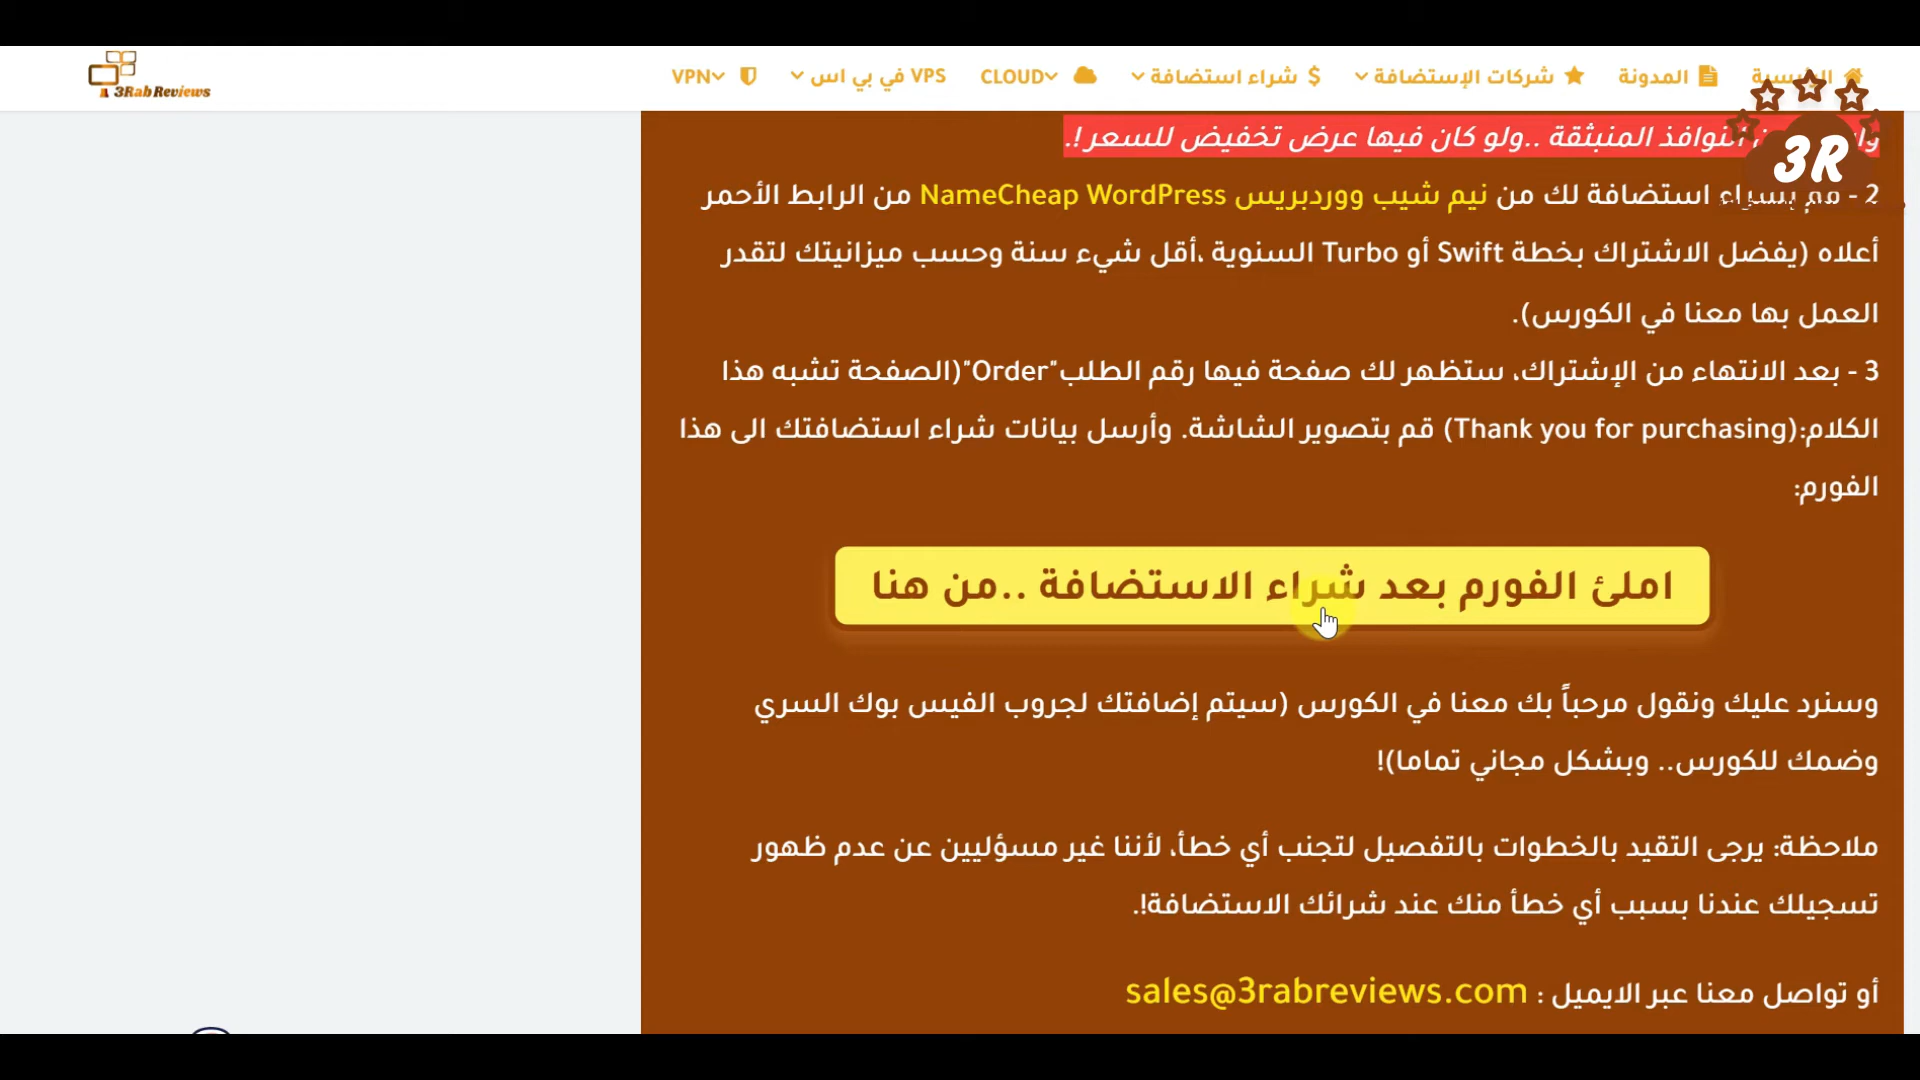 3Rab Reviews
الرئيسية
المدونة
شركات الإستضافة
شراء استضافة
CLOUD
VPS في بي اس
VPN
3R
النوافذ المنبثقة ..ولو كان فيها عرض تخفيض للسعر !.
2 - قم بشراء استضافة لك من نيم شيب ووردبريس NameCheap WordPress من الرابط الأحمر
أعلاه (يفضل الاشتراك بخطة Swift أو Turbo السنوية ،أقل شيء سنة وحسب ميزانيتك لتقدر
العمل بها معنا في الكورس).
3 - بعد الانتهاء من الإشتراك، ستظهر لك صفحة فيها رقم الطلب"Order"(الصفحة تشبه هذا
الكلام:(Thank you for purchasing) قم بتصوير الشاشة. وأرسل بيانات شراء استضافتك الى هذا
الفورم:
املئ الفورم بعد شراء الاستضافة ..من هنا
وسنرد عليك ونقول مرحباً بك معنا في الكورس (سيتم إضافتك لجروب الفيس بوك السري
وضمك للكورس.. وبشكل مجاني تماما)!
ملاحظة: يرجى التقيد بالخطوات بالتفصيل لتجنب أي خطأ، لأننا غير مسؤليين عن عدم ظهور
تسجيلك عندنا بسبب أي خطأ منك عند شرائك الاستضافة!.
أو تواصل معنا عبر الايميل : sales@3rabreviews.com